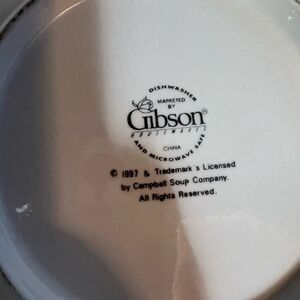 DISHWASHER
MARKETED
BY
Gibson®
HOUSEWARES
CHINA
AND MICROWAVE SAFE
© 1997 & Trademark's Licensed
by Campbell Soup Company.
All Rights Reserved.